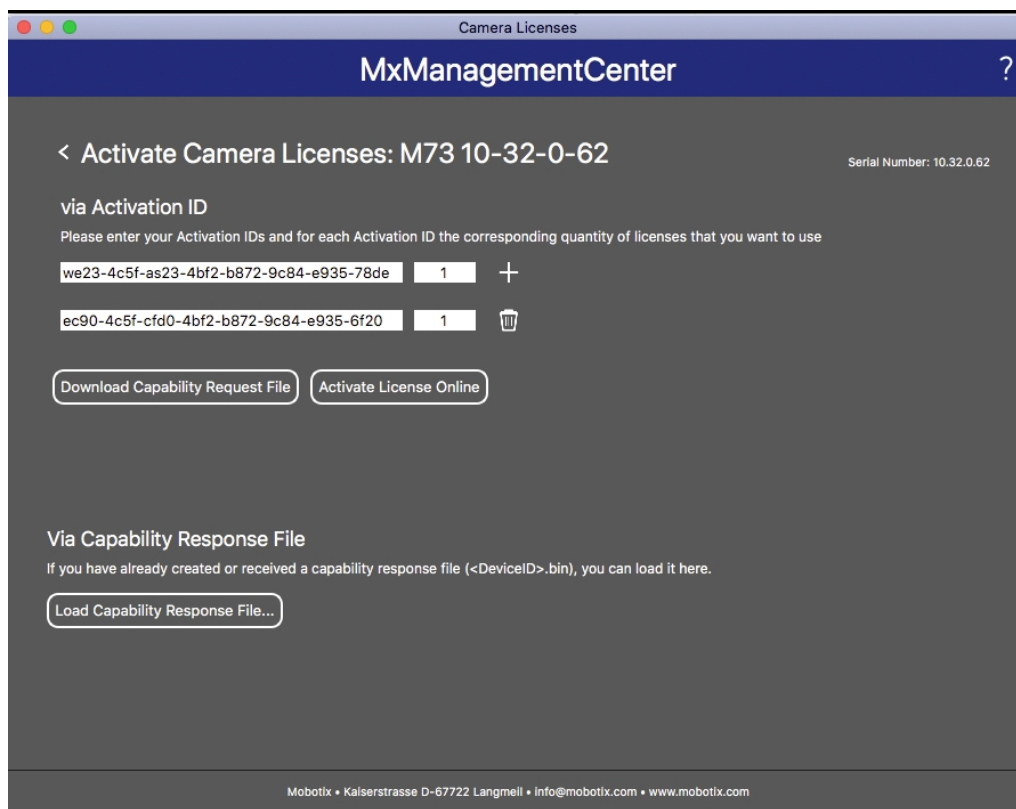 Camera Licenses
MxManagementCenter
?
< Activate Camera Licenses: M73 10-32-0-62
Serial Number: 10.32.0.62
via Activation ID
Please enter your Activation IDs and for each Activation ID the corresponding quantity of licenses that you want to use
we23-4c5f-as23-4bf2-b872-9c84-e935-78de 1 +
ec90-4c5f-cfd0-4bf2-b872-9c84-e935-6f20 1
Download Capability Request File Activate License Online
Via Capability Response File
If you have already created or received a capability response file (<DeviceID>.bin), you can load it here.
Load Capability Response File...
Mobotix • Kaiserstrasse D-67722 Langmeil • info@mobotix.com • www.mobotix.com